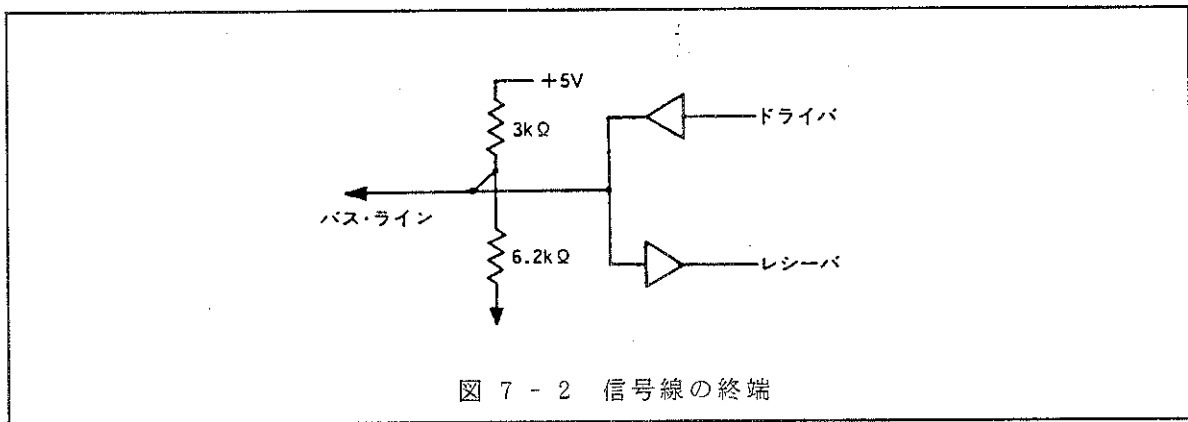 +5V
3kΩ
ドライバ
バス・ライン
6.2kΩ
レシーバ
図 7 - 2 信号線の終端